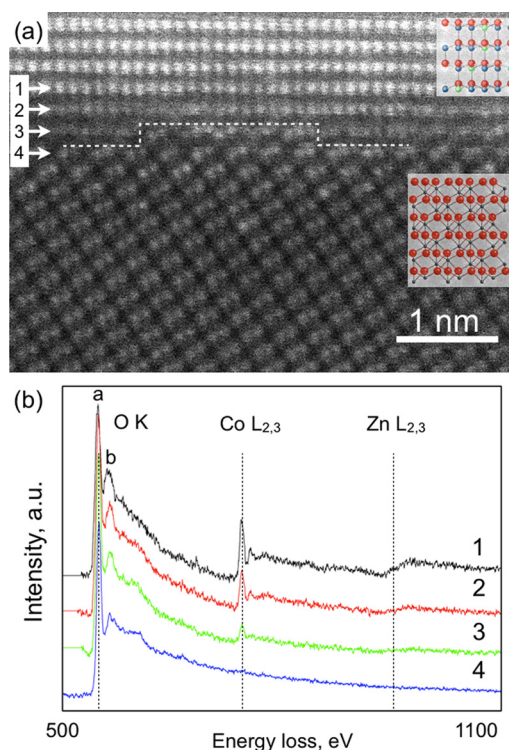 (a)
1
2
3
4
1 nm
(b)
a
O K
Co L2,3
Zn L2,3
b
Intensity, a.u.
1
2
3
4
500
Energy loss, eV
1100